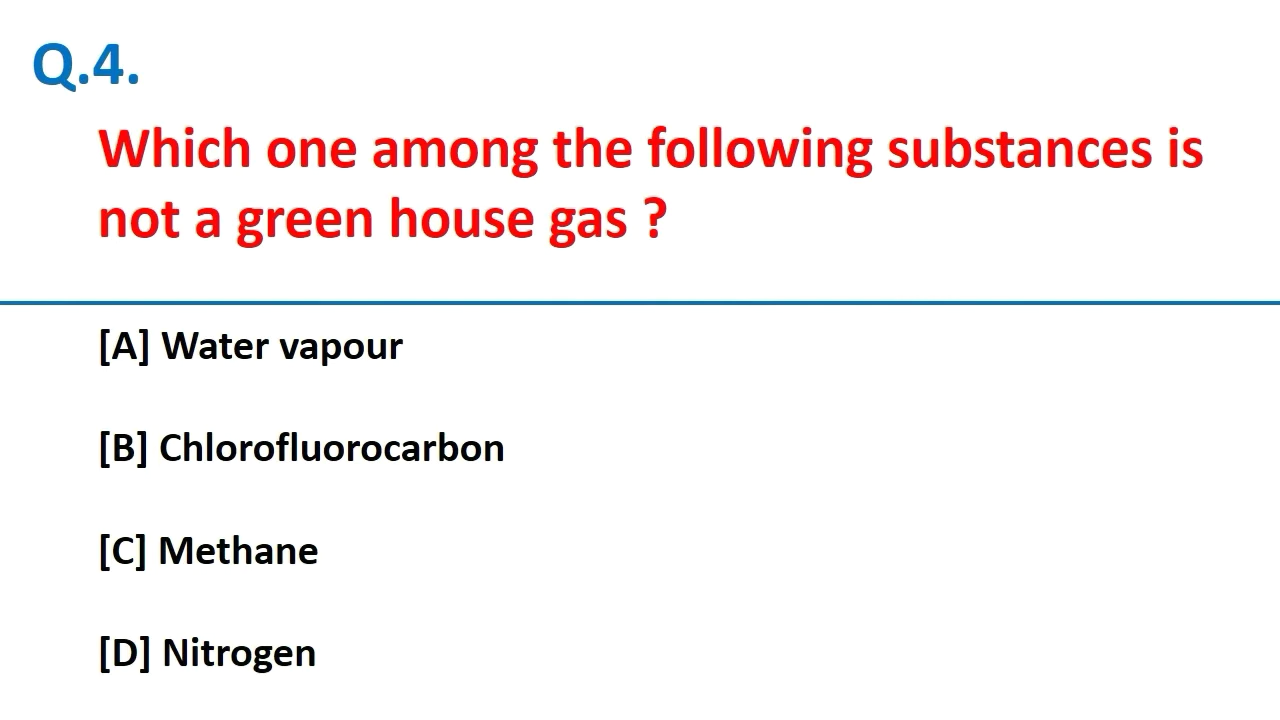 Q.4.
Which one among the following substances is
not a green house gas ?
[A] Water vapour
[B] Chlorofluorocarbon
[C] Methane
[D] Nitrogen